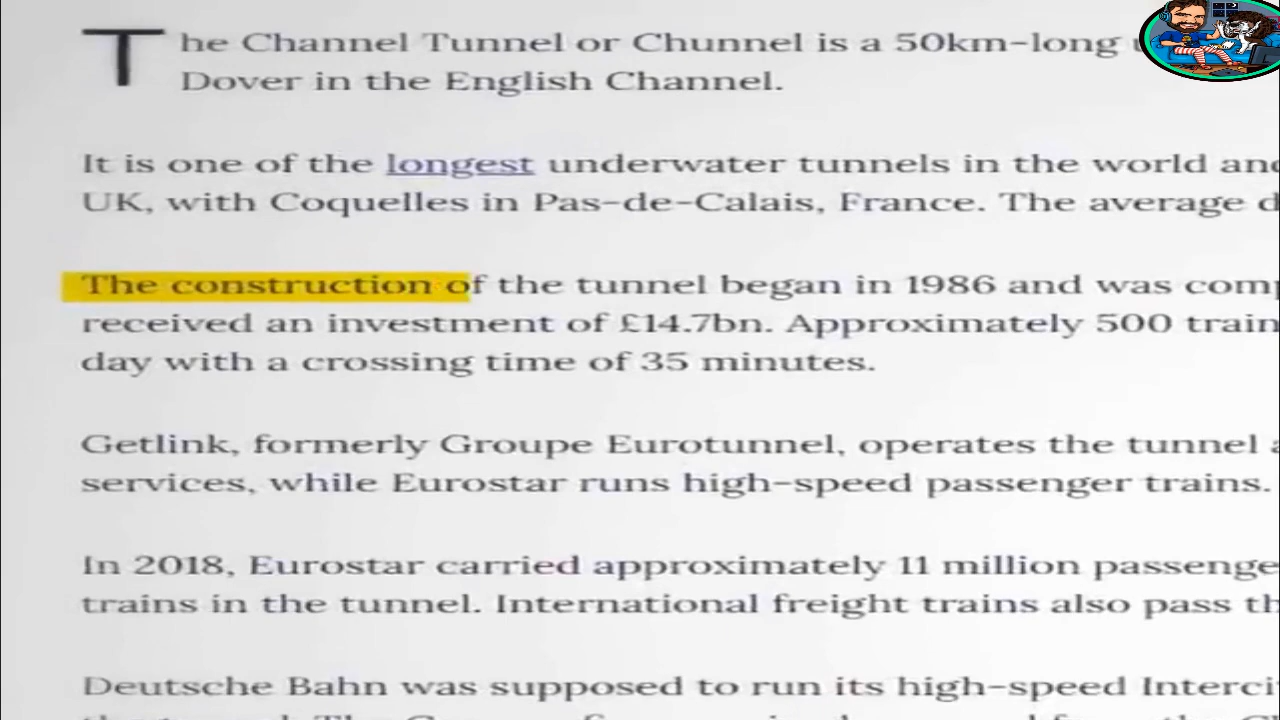 The Channel Tunnel or Chunnel is a 50km-long
Dover in the English Channel.
It is one of the longest underwater tunnels in the world and
UK, with Coquelles in Pas-de-Calais, France. The average
The construction of the tunnel began in 1986 and was
received an investment of £14.7bn. Approximately 500
day with a crossing time of 35 minutes.
Getlink, formerly Groupe Eurotunnel, operates the tunnel
services, while Eurostar runs high-speed passenger trains.
In 2018, Eurostar carried approximately 11 million
trains in the tunnel. International freight trains also pass
Deutsche Bahn was supposed to run its high-speed